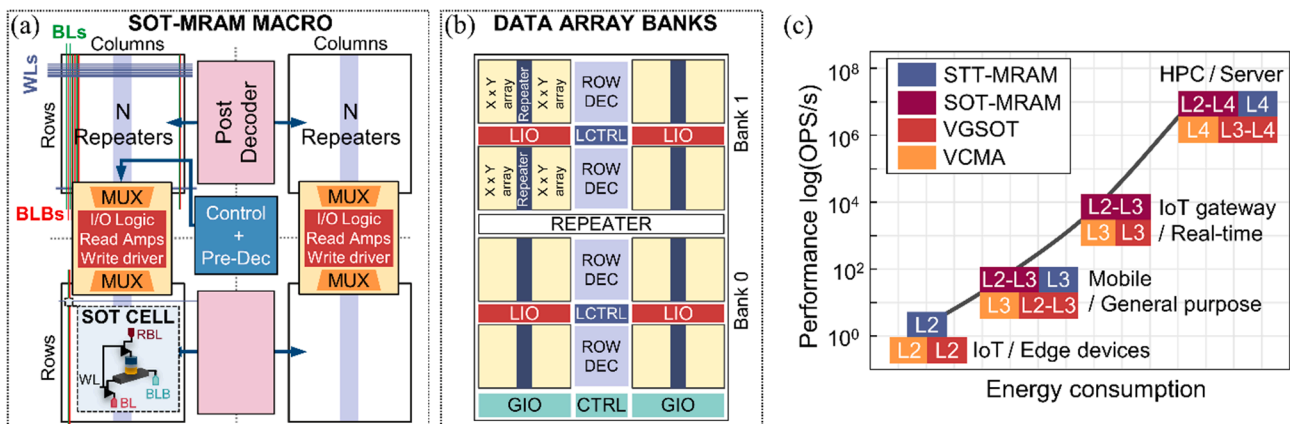 (a)
SOT-MRAM MACRO
BLs
Columns
Columns
WLs
Rows
N
Repeaters
Post
Decoder
N
Repeaters
BLBs
MUX
I/O Logic
Read Amps
Write driver
MUX
Control
+
Pre-Dec
MUX
I/O Logic
Read Amps
Write driver
MUX
Rows
SOT CELL
RBL
WL
BLB
BL
(b)
DATA ARRAY BANKS
X x Y
array
Repeater
X x Y
array
ROW
DEC
LIO
LCTRL
LIO
X x Y
array
Repeater
X x Y
array
ROW
DEC
Bank 1
REPEATER
ROW
DEC
LIO
LCTRL
LIO
ROW
DEC
Bank 0
GIO
CTRL
GIO
(c)
Performance log(OPS/s)
10⁸
10⁶
10⁴
10²
10⁰
STT-MRAM
SOT-MRAM
VGSOT
VCMA
HPC / Server
L2-L4 L4
L4 L3-L4
L2-L3
L3 L3
IoT gateway
/ Real-time
L2-L3 L3
L3 L2-L3
Mobile
/ General purpose
L2
L2 L2
IoT / Edge devices
Energy consumption